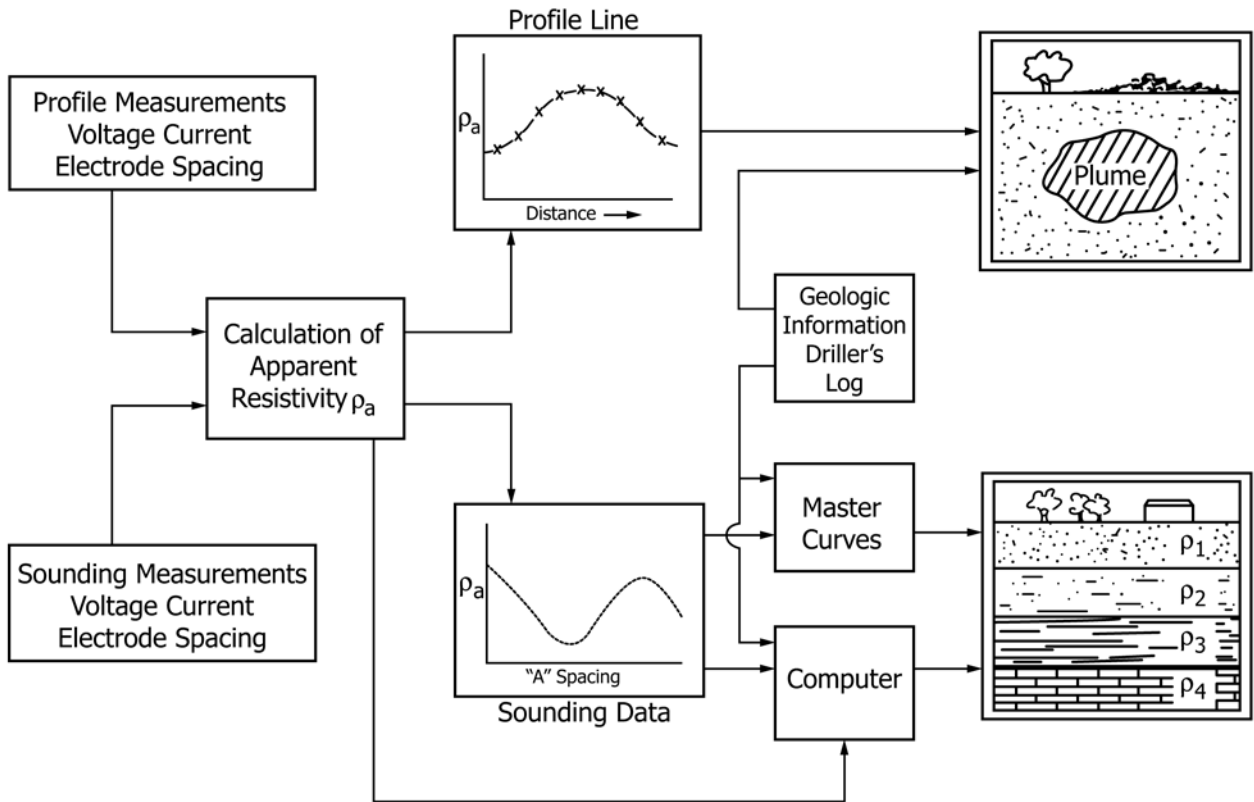 Profile Line
Profile Measurements
Voltage Current
Electrode Spacing
ρa
Distance
Plume
Geologic
Information
Driller's
Log
Calculation of
Apparent
Resistivity ρa
Sounding Measurements
Voltage Current
Electrode Spacing
ρa
"A" Spacing
Sounding Data
Master
Curves
Computer
ρ1
ρ2
ρ3
ρ4